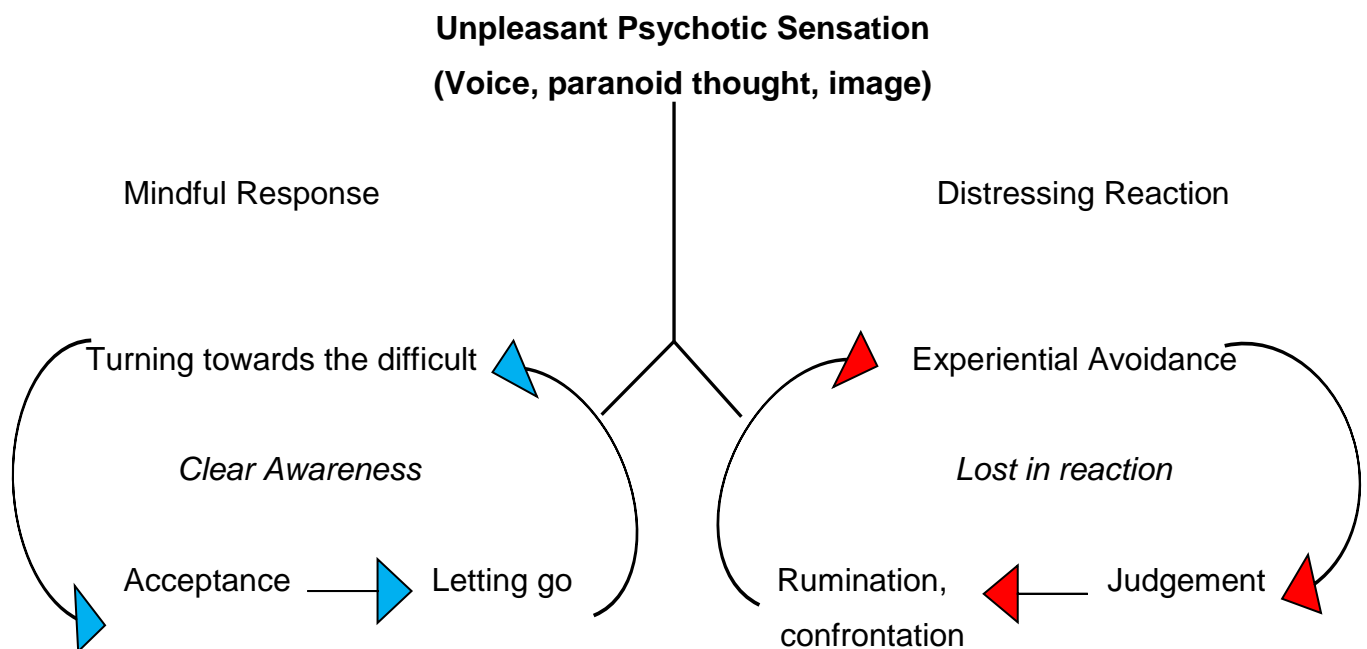 Unpleasant Psychotic Sensation
(Voice, paranoid thought, image)
Mindful Response
Distressing Reaction
Turning towards the difficult
Experiential Avoidance
Clear Awareness
Lost in reaction
Acceptance
Letting go
Rumination,
confrontation
Judgement